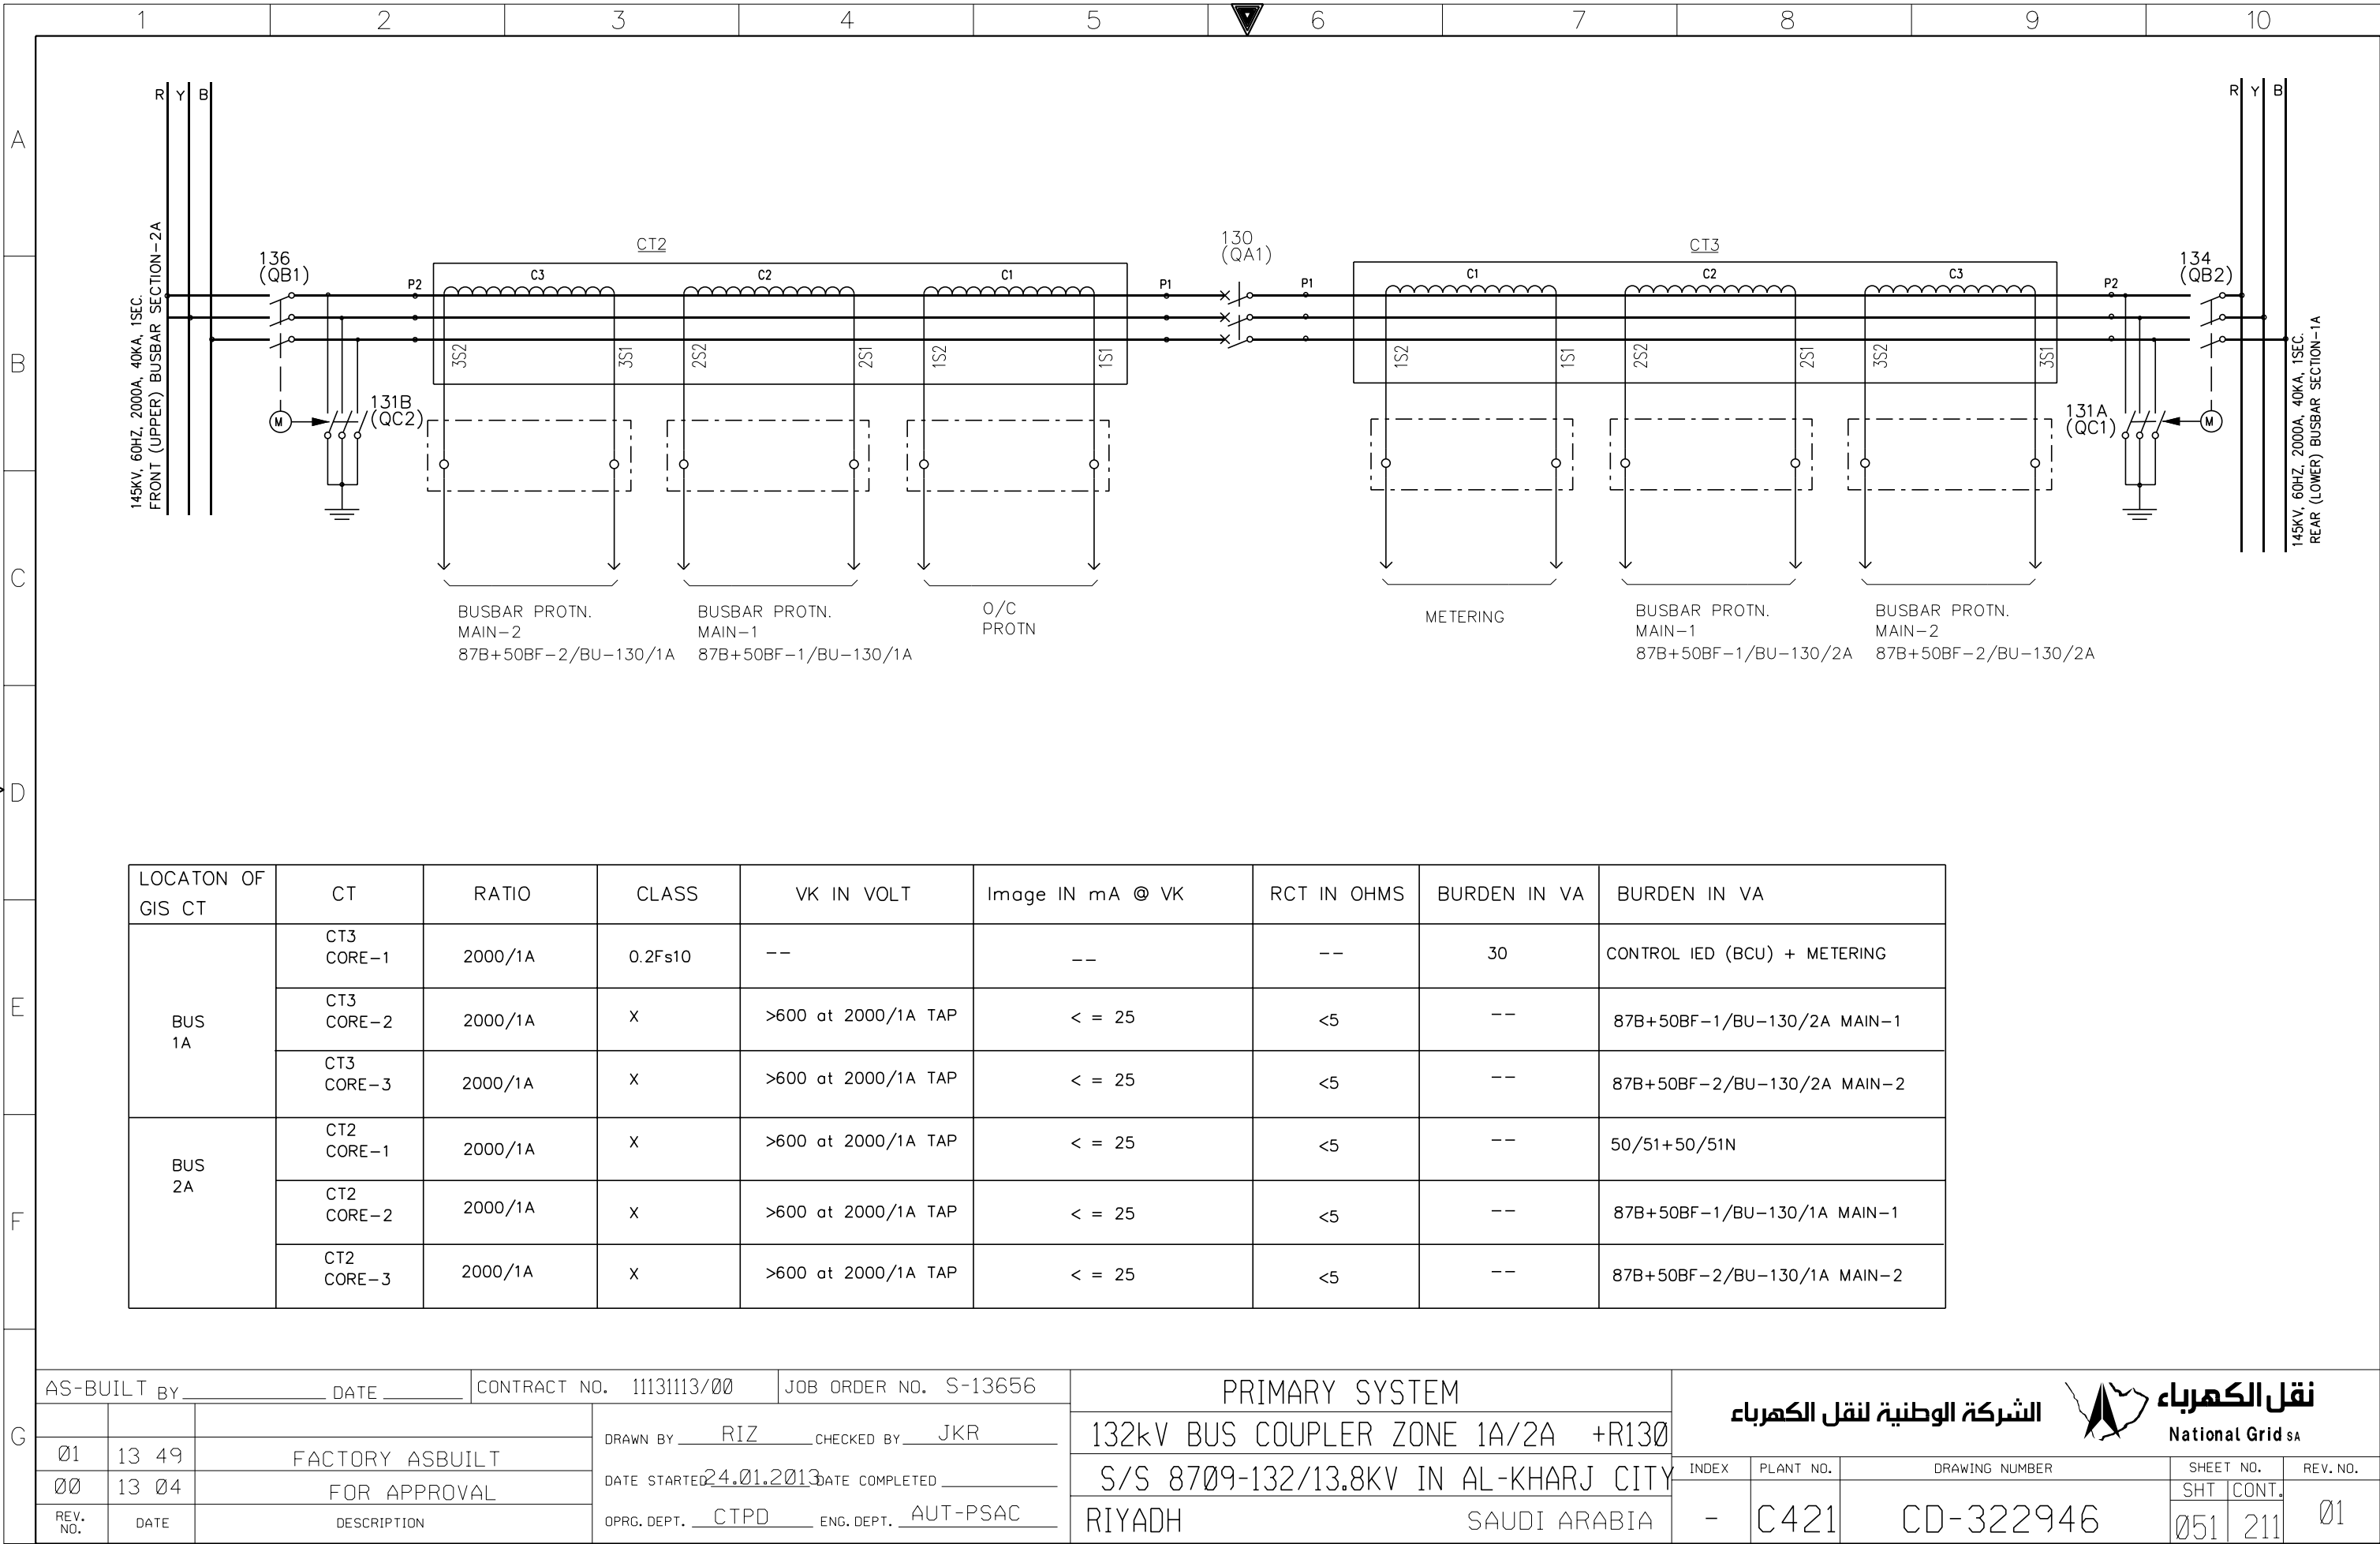 1 2 3 4 5 6 7 8 9 10
A
B
C
D
E
F
G
R Y B
R Y B
145KV, 60HZ, 2000A, 40KA, 1SEC.
FRONT (UPPER) BUSBAR SECTION-2A
136
(QB1)
CT2
130
(QA1)
CT3
134
(QB2)
P2 C3 C2 C1 P1 P1 C1 C2 C3 P2
3S2 3S1 2S2 2S1 1S2 1S1 1S2 1S1 2S2 2S1 3S2 3S1
M
131B
(QC2)
131A
(QC1)
M
145KV, 60HZ, 2000A, 40KA, 1SEC.
REAR (LOWER) BUSBAR SECTION-1A
BUSBAR PROTN.
MAIN-2
87B+50BF-2/BU-130/1A
BUSBAR PROTN.
MAIN-1
87B+50BF-1/BU-130/1A
O/C
PROTN
METERING
BUSBAR PROTN.
MAIN-1
87B+50BF-1/BU-130/2A
BUSBAR PROTN.
MAIN-2
87B+50BF-2/BU-130/2A
LOCATON OF
GIS CT
CT RATIO CLASS VK IN VOLT Image IN mA @ VK RCT IN OHMS BURDEN IN VA BURDEN IN VA
BUS
1A
CT3
CORE-1 2000/1A 0.2Fs10 -- -- -- 30 CONTROL IED (BCU) + METERING
CT3
CORE-2 2000/1A X >600 at 2000/1A TAP < = 25 <5 -- 87B+50BF-1/BU-130/2A MAIN-1
CT3
CORE-3 2000/1A X >600 at 2000/1A TAP < = 25 <5 -- 87B+50BF-2/BU-130/2A MAIN-2
BUS
2A
CT2
CORE-1 2000/1A X >600 at 2000/1A TAP < = 25 <5 -- 50/51+50/51N
CT2
CORE-2 2000/1A X >600 at 2000/1A TAP < = 25 <5 -- 87B+50BF-1/BU-130/1A MAIN-1
CT2
CORE-3 2000/1A X >600 at 2000/1A TAP < = 25 <5 -- 87B+50BF-2/BU-130/1A MAIN-2
AS-BUILT BY DATE CONTRACT NO. 11131113/00 JOB ORDER NO. S-13656
01 13 49 FACTORY ASBUILT
00 13 04 FOR APPROVAL
REV. NO. DATE DESCRIPTION
DRAWN BY RIZ CHECKED BY JKR
DATE STARTED 24.01.2013 DATE COMPLETED
OPRG. DEPT. CTPD ENG. DEPT. AUT-PSAC
PRIMARY SYSTEM
132kV BUS COUPLER ZONE 1A/2A +R130
S/S 8709-132/13.8KV IN AL-KHARJ CITY
RIYADH SAUDI ARABIA
الشركة الوطنية لنقل الكهرباء
نقل الكهرباء
National Grid SA
INDEX PLANT NO. DRAWING NUMBER SHEET NO. REV. NO.
SHT CONT.
- C421 CD-322946 051 211 01